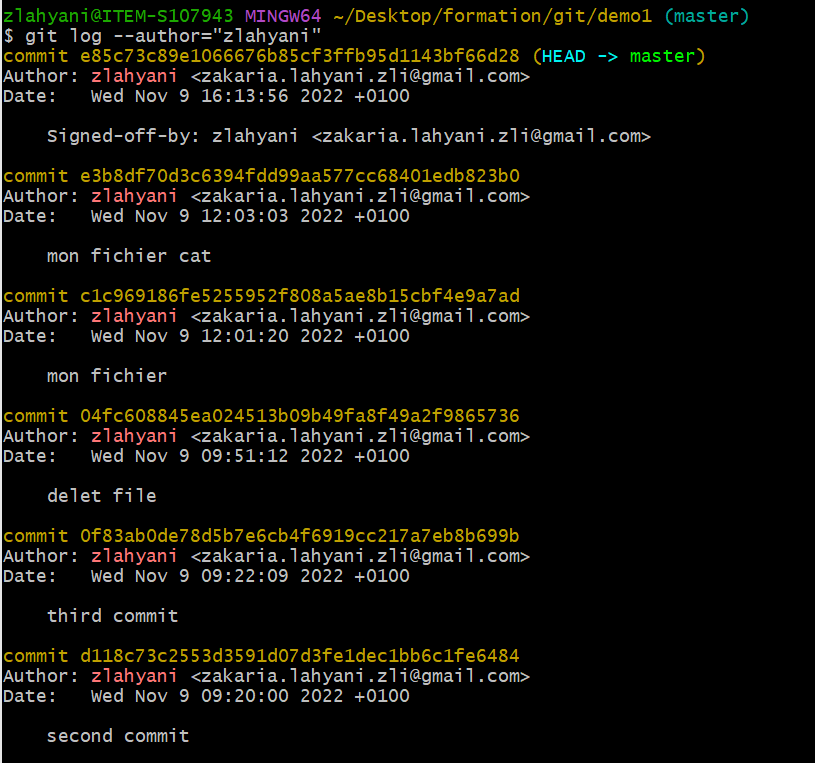 zlahyani@ITEM-S107943 MINGW64 ~/Desktop/formation/git/demo1 (master)
$ git log --author="zlahyani"
commit e85c73c89e1066676b85cf3ffb95d1143bf66d28 (HEAD -> master)
Author: zlahyani <zakaria.lahyani.zli@gmail.com>
Date:   Wed Nov 9 16:13:56 2022 +0100
    Signed-off-by: zlahyani <zakaria.lahyani.zli@gmail.com>
commit e3b8df70d3c6394fdd99aa577cc68401edb823b0
Author: zlahyani <zakaria.lahyani.zli@gmail.com>
Date:   Wed Nov 9 12:03:03 2022 +0100
    mon fichier cat
commit c1c969186fe5255952f808a5ae8b15cbf4e9a7ad
Author: zlahyani <zakaria.lahyani.zli@gmail.com>
Date:   Wed Nov 9 12:01:20 2022 +0100
    mon fichier
commit 04fc608845ea024513b09b49fa8f49a2f9865736
Author: zlahyani <zakaria.lahyani.zli@gmail.com>
Date:   Wed Nov 9 09:51:12 2022 +0100
    delet file
commit 0f83ab0de78d5b7e6cb4f6919cc217a7eb8b699b
Author: zlahyani <zakaria.lahyani.zli@gmail.com>
Date:   Wed Nov 9 09:22:09 2022 +0100
    third commit
commit d118c73c2553d3591d07d3fe1dec1bb6c1fe6484
Author: zlahyani <zakaria.lahyani.zli@gmail.com>
Date:   Wed Nov 9 09:20:00 2022 +0100
    second commit